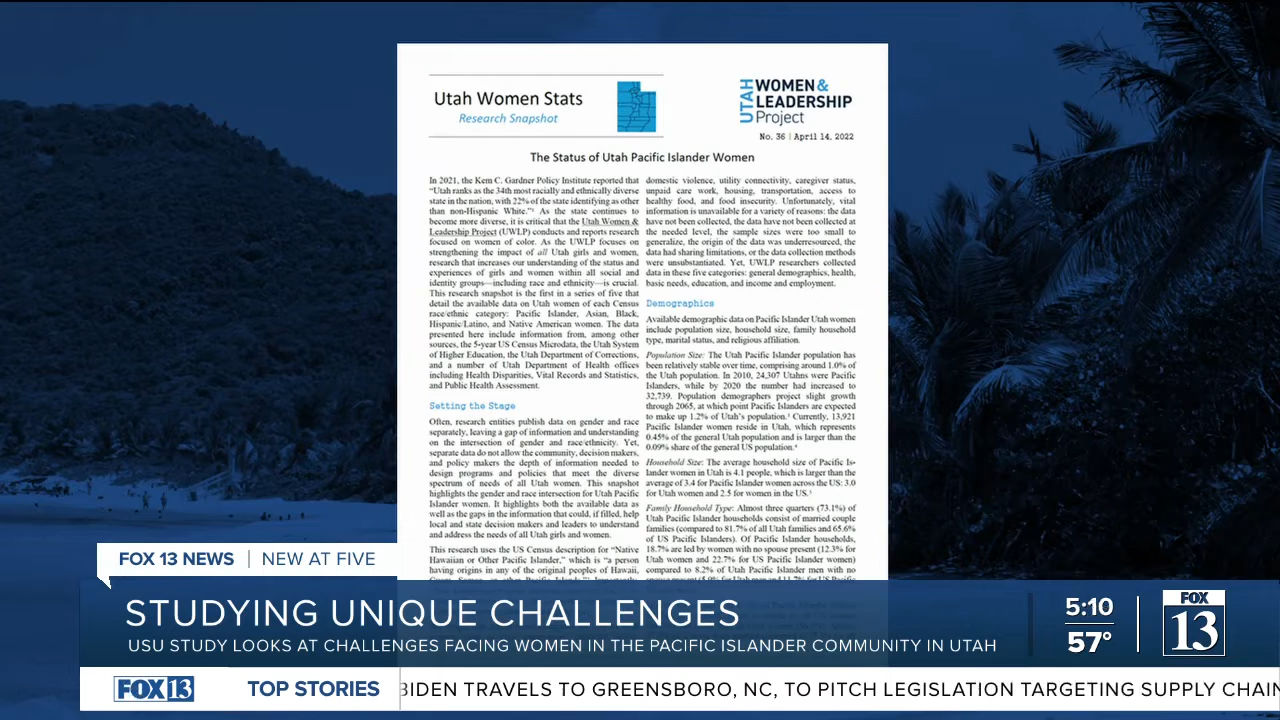 Utah Women Stats
Research Snapshot
UTAH WOMEN &
LEADERSHIP
Project
No. 36 | April 14, 2022
The Status of Utah Pacific Islander Women
In 2021, the Kem C. Gardner Policy Institute reported that
“Utah ranks as the 34th most racially and ethnically diverse
state in the nation, with 22% of the state identifying as other
than non-Hispanic White.”¹ As the state continues to
become more diverse, it is critical that the Utah Women &
Leadership Project (UWLP) conducts and reports research
focused on women of color. As the UWLP focuses on
strengthening the impact of all Utah girls and women,
research that increases our understanding of the status and
experiences of girls and women within all social and
identity groups—including race and ethnicity—is crucial.
This research snapshot is the first in a series of five that
detail the available data on Utah women of each Census
race/ethnic category: Pacific Islander, Asian, Black,
Hispanic/Latino, and Native American women. The data
presented here include information from, among other
sources, the 5-year US Census Microdata, the Utah System
of Higher Education, the Utah Department of Corrections,
and a number of Utah Department of Health offices
including Health Disparities, Vital Records and Statistics,
and Public Health Assessment.
Setting the Stage
Often, research entities publish data on gender and race
separately, leaving a gap of information and understanding
on the intersection of gender and race/ethnicity. Yet,
separate data do not allow the community, decision makers,
and policy makers the depth of information needed to
design programs and policies that meet the diverse
spectrum of needs of all Utah women. This snapshot
highlights the gender and race intersection for Utah Pacific
Islander women. It highlights both the available data as
well as the gaps in the information that could, if filled, help
local and state decision makers and leaders to understand
and address the needs of all Utah girls and women.
This research uses the US Census description for “Native
Hawaiian or Other Pacific Islander,” which is “a person
having origins in any of the original peoples of Hawaii,
domestic violence, utility connectivity, caregiver status,
unpaid care work, housing, transportation, access to
healthy food, and food insecurity. Unfortunately, vital
information is unavailable for a variety of reasons: the data
have not been collected, the data have not been collected at
the needed level, the sample sizes were too small to
generalize, the origin of the data was underresourced, the
data had sharing limitations, or the data collection methods
were unsubstantiated. Yet, UWLP researchers collected
data in these five categories: general demographics, health,
basic needs, education, and income and employment.
Demographics
Available demographic data on Pacific Islander Utah women
include population size, household size, family household
type, marital status, and religious affiliation.
Population Size: The Utah Pacific Islander population has
been relatively stable over time, comprising around 1.0% of
the Utah population. In 2010, 24,307 Utahns were Pacific
Islanders, while by 2020 the number had increased to
32,739. Population demographers project slight growth
through 2065, at which point Pacific Islanders are expected
to make up 1.2% of Utah’s population.³ Currently, 13,921
Pacific Islander women reside in Utah, which represents
0.45% of the general Utah population and is larger than the
0.09% share of the general US population.⁴
Household Size: The average household size of Pacific Is-
lander women in Utah is 4.1 people, which is larger than the
average of 3.4 for Pacific Islander women across the US: 3.0
for Utah women and 2.5 for women in the US.⁵
Family Household Type: Almost three quarters (73.1%) of
Utah Pacific Islander households consist of married couple
families (compared to 81.7% of all Utah families and 65.6%
of US Pacific Islanders). Of Pacific Islander households,
18.7% are led by women with no spouse present (12.3% for
Utah women and 22.7% for US Pacific Islander women)
compared to 8.2% of Utah Pacific Islander men with no
FOX 13 NEWS | NEW AT FIVE
STUDYING UNIQUE CHALLENGES
USU STUDY LOOKS AT CHALLENGES FACING WOMEN IN THE PACIFIC ISLANDER COMMUNITY IN UTAH
5:10
57°
FOX
13
FOX 13
TOP STORIES
BIDEN TRAVELS TO GREENSBORO, NC, TO PITCH LEGISLATION TARGETING SUPPLY CHAIN